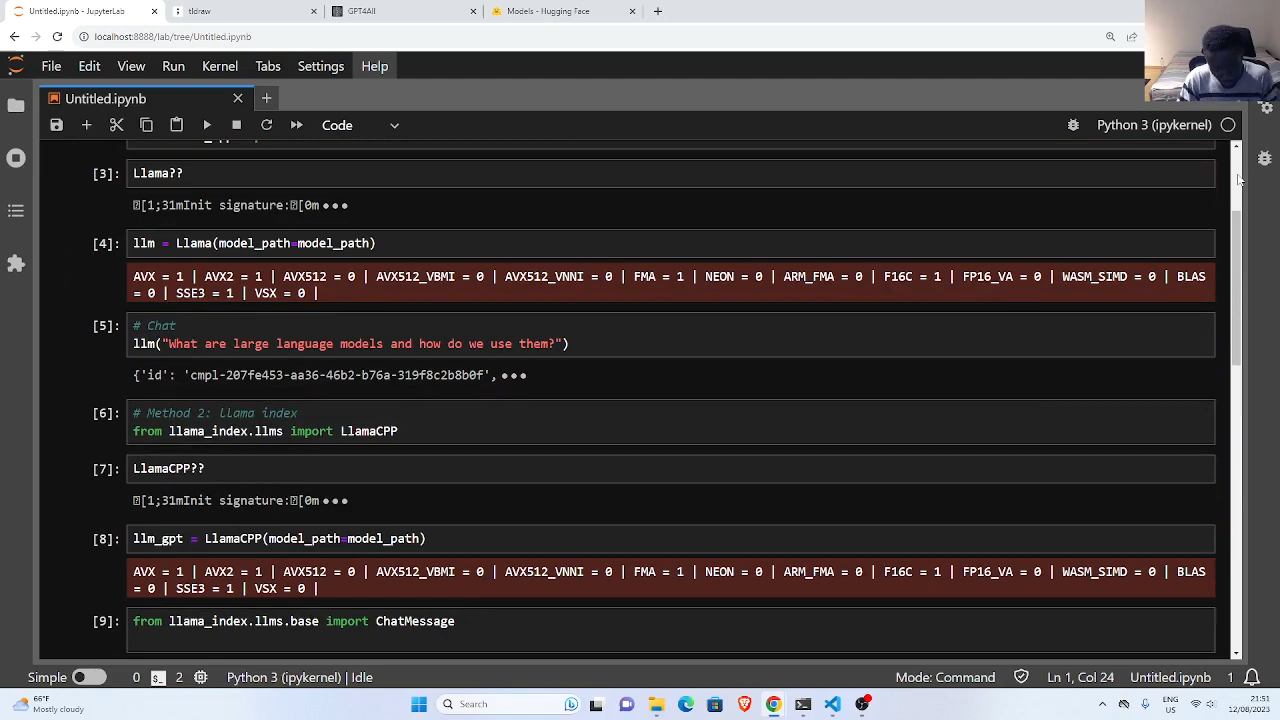 Untitled.ipynb - JupyterLab
tldraw
GPT4All
Models - Hugging Face
localhost:8888/lab/tree/Untitled.ipynb
File Edit View Run Kernel Tabs Settings Help
Untitled.ipynb
Code
Python 3 (ipykernel)
[3]: Llama??
[1;31mInit signature:[0m
[4]: llm = Llama(model_path=model_path)
AVX = 1 | AVX2 = 1 | AVX512 = 0 | AVX512_VBMI = 0 | AVX512_VNNI = 0 | FMA = 1 | NEON = 0 | ARM_FMA = 0 | F16C = 1 | FP16_VA = 0 | WASM_SIMD = 0 | BLAS
= 0 | SSE3 = 1 | VSX = 0 |
[5]: # Chat
llm("What are large language models and how do we use them?")
{'id': 'cmpl-207fe453-aa36-46b2-b76a-319f8c2b8b0f',
[6]: # Method 2: llama index
from llama_index.llms import LlamaCPP
[7]: LlamaCPP??
[1;31mInit signature:[0m
[8]: llm_gpt = LlamaCPP(model_path=model_path)
AVX = 1 | AVX2 = 1 | AVX512 = 0 | AVX512_VBMI = 0 | AVX512_VNNI = 0 | FMA = 1 | NEON = 0 | ARM_FMA = 0 | F16C = 1 | FP16_VA = 0 | WASM_SIMD = 0 | BLAS
= 0 | SSE3 = 1 | VSX = 0 |
[9]: from llama_index.llms.base import ChatMessage
Simple 0 $_ 2 Python 3 (ipykernel) | Idle Mode: Command Ln 1, Col 24 Untitled.ipynb 1
66°F
Mostly cloudy
Search
ENG
US
21:51
12/08/2023